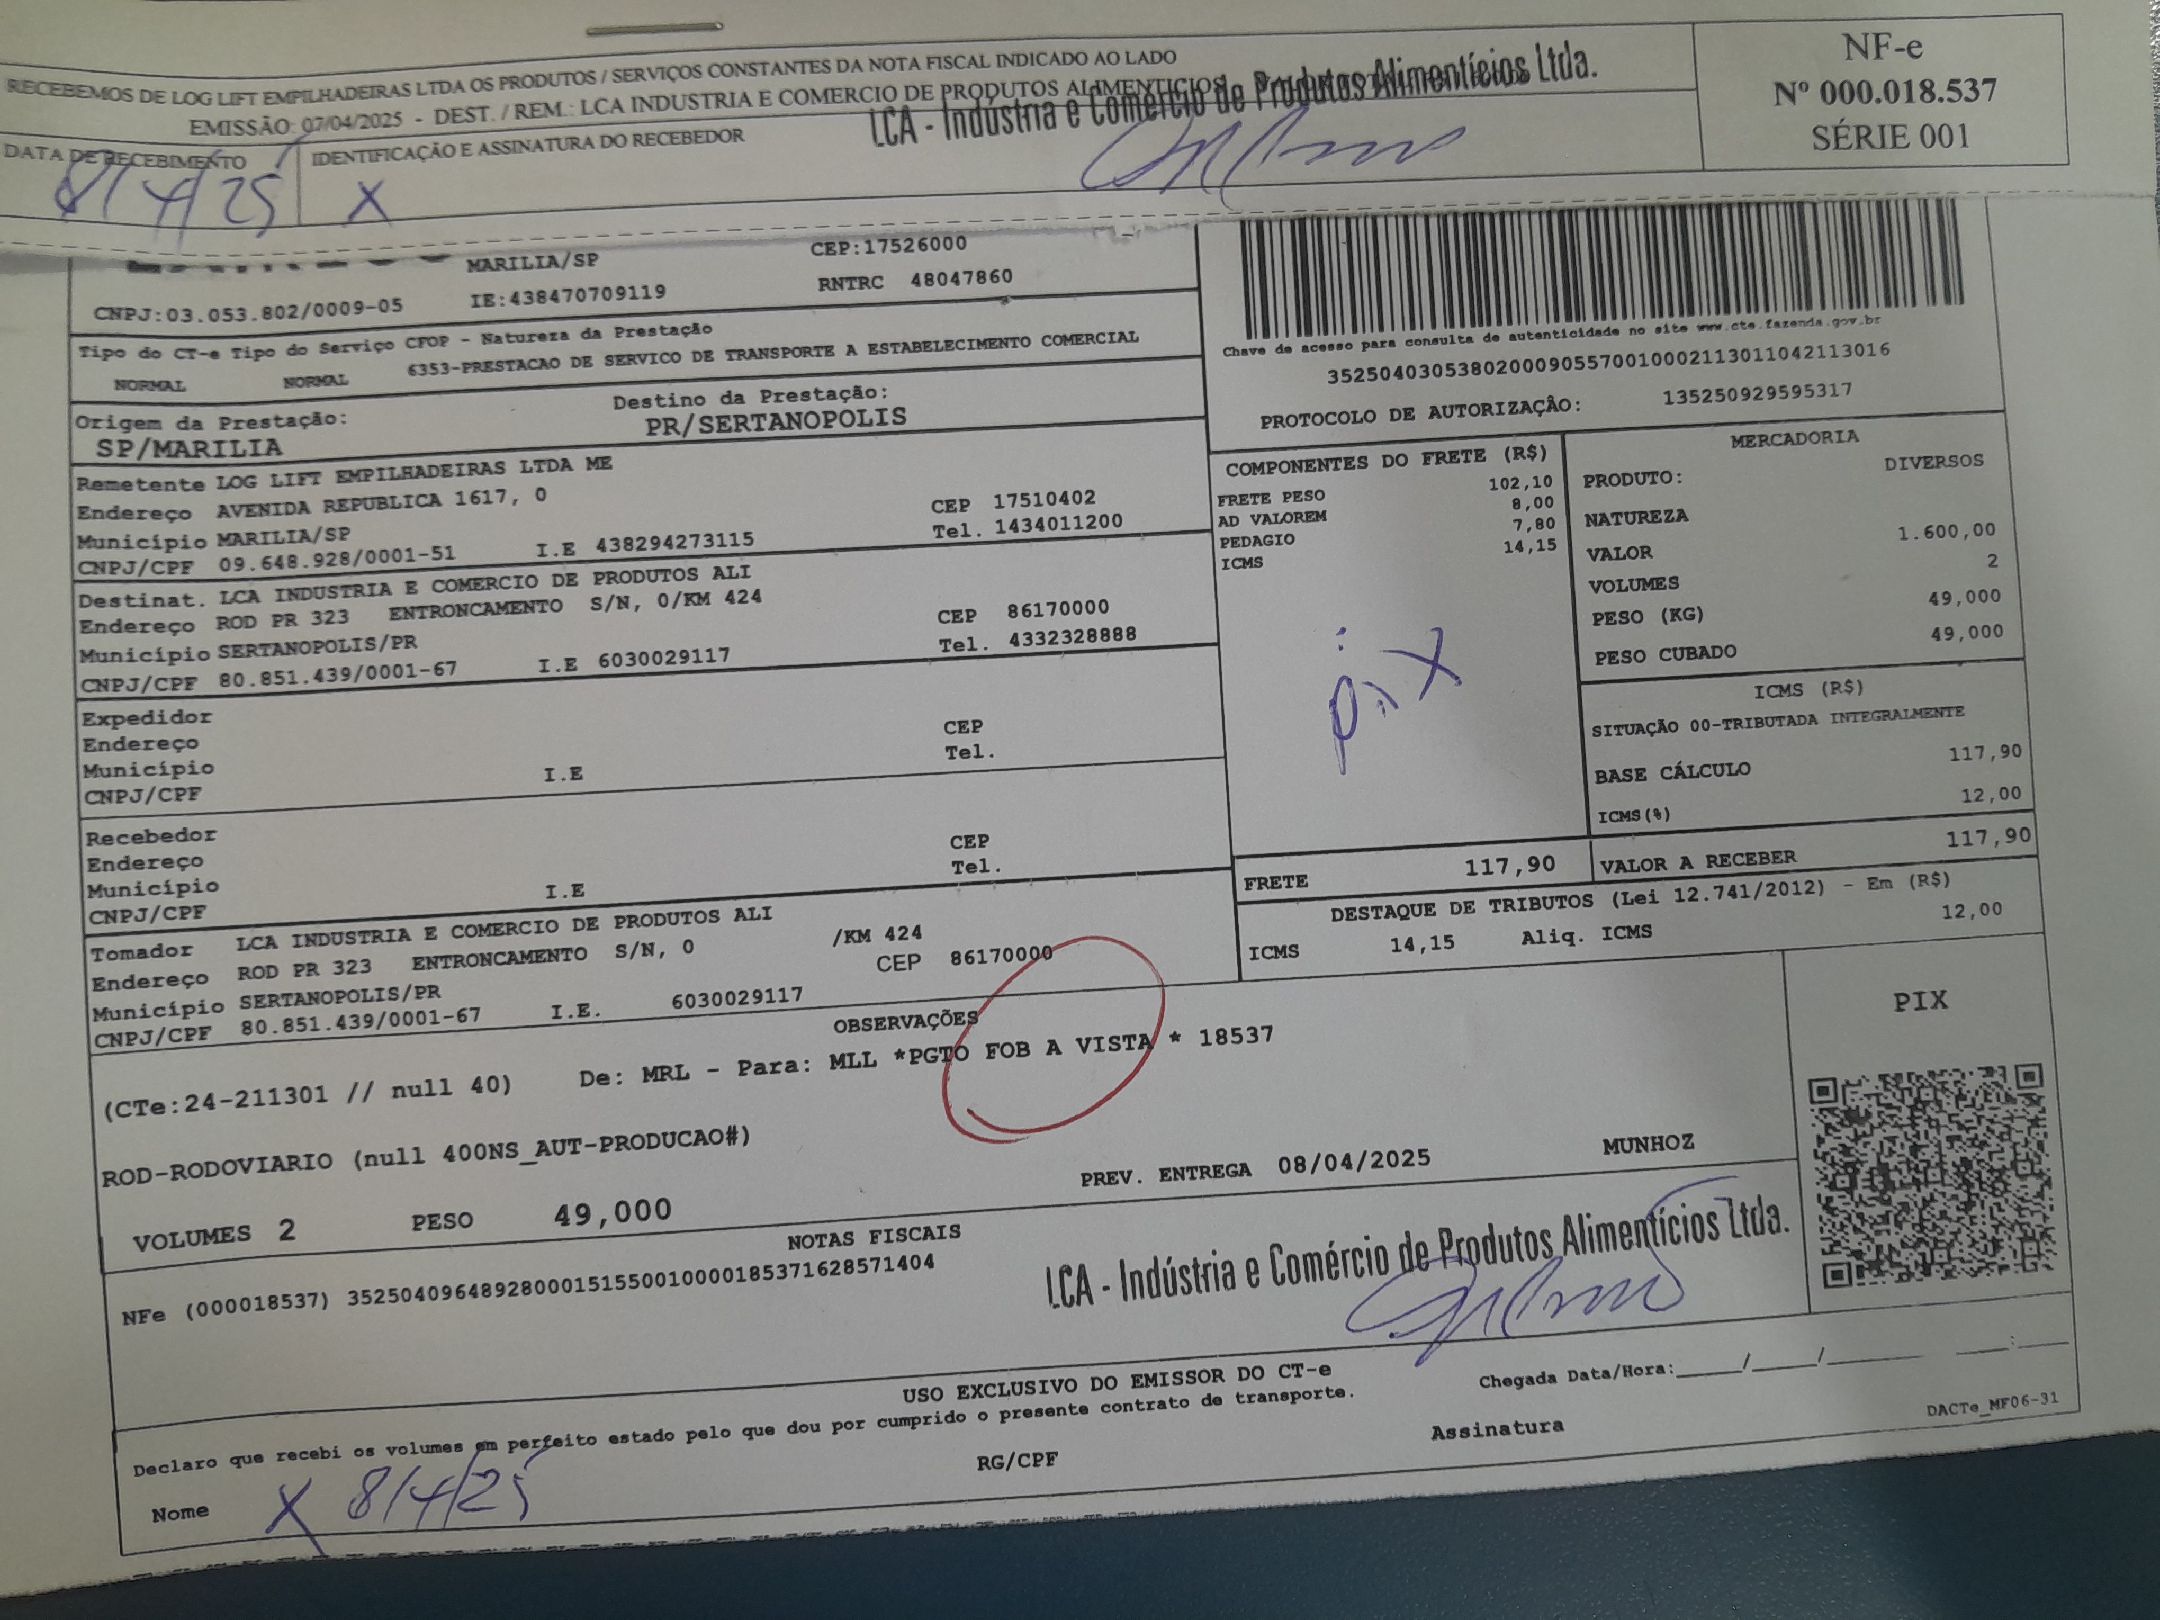 RECEBEMOS DE LOG LIFT EMPILHADEIRAS LTDA OS PRODUTOS / SERVIÇOS CONSTANTES DA NOTA FISCAL INDICADO AO LADO
EMISSÃO: 07/04/2025 - DEST. / REM.: LCA INDUSTRIA E COMERCIO DE PRODUTOS ALIMENTICIOS
LCA - Indústria e Comércio de Produtos Alimentícios Ltda.
NF-e
Nº 000.018.537
SÉRIE 001
DATA DE RECEBIMENTO
IDENTIFICAÇÃO E ASSINATURA DO RECEBEDOR
8/4/25
X
MARILIA/SP CEP:17526000
CNPJ:03.053.802/0009-05 IE:438470709119 RNTRC 48047860
Tipo do CT-e Tipo do Serviço CFOP - Natureza da Prestação
NORMAL NORMAL 6353-PRESTACAO DE SERVICO DE TRANSPORTE A ESTABELECIMENTO COMERCIAL
Chave de acesso para consulta de autenticidade no site www.cte.fazenda.gov.br
35250403053802000905570010002113011042113016
PROTOCOLO DE AUTORIZAÇÃO: 135250929595317
Origem da Prestação: Destino da Prestação:
SP/MARILIA PR/SERTANOPOLIS
Remetente LOG LIFT EMPILHADEIRAS LTDA ME
Endereço AVENIDA REPUBLICA 1617, 0 CEP 17510402
Município MARILIA/SP Tel. 1434011200
CNPJ/CPF 09.648.928/0001-51 I.E 438294273115
Destinat. LCA INDUSTRIA E COMERCIO DE PRODUTOS ALI
Endereço ROD PR 323 ENTRONCAMENTO S/N, 0/KM 424 CEP 86170000
Município SERTANOPOLIS/PR Tel. 4332328888
CNPJ/CPF 80.851.439/0001-67 I.E 6030029117
Expedidor
Endereço CEP
Município Tel.
CNPJ/CPF I.E
Recebedor
Endereço CEP
Município Tel.
CNPJ/CPF I.E
Tomador LCA INDUSTRIA E COMERCIO DE PRODUTOS ALI
Endereço ROD PR 323 ENTRONCAMENTO S/N, 0 /KM 424
Município SERTANOPOLIS/PR CEP 86170000
CNPJ/CPF 80.851.439/0001-67 I.E. 6030029117
COMPONENTES DO FRETE (R$)
FRETE PESO 102,10
AD VALOREM 8,00
PEDAGIO 7,80
ICMS 14,15
pix
MERCADORIA
PRODUTO: DIVERSOS
NATUREZA
VALOR 1.600,00
VOLUMES 2
PESO (KG) 49,000
PESO CUBADO 49,000
ICMS (R$)
SITUAÇÃO 00-TRIBUTADA INTEGRALMENTE
BASE CÁLCULO 117,90
ICMS(%) 12,00
FRETE 117,90 VALOR A RECEBER 117,90
DESTAQUE DE TRIBUTOS (Lei 12.741/2012) - Em (R$)
ICMS 14,15 Aliq. ICMS 12,00
OBSERVAÇÕES
(CTe:24-211301 // null 40) De: MRL - Para: MLL *PGTO FOB A VISTA * 18537
ROD-RODOVIARIO (null 400NS_AUT-PRODUCAO#)
PREV. ENTREGA 08/04/2025 MUNHOZ
VOLUMES 2 PESO 49,000
PIX
NOTAS FISCAIS
NFe (000018537) 35250409648928000151550010000185371628571404
LCA - Indústria e Comércio de Produtos Alimentícios Ltda.
USO EXCLUSIVO DO EMISSOR DO CT-e
Declaro que recebi os volumes em perfeito estado pelo que dou por cumprido o presente contrato de transporte.
Chegada Data/Hora:_____/_____/______ ___:___
Nome X 8/4/25 RG/CPF Assinatura
DACTe_MF06-31